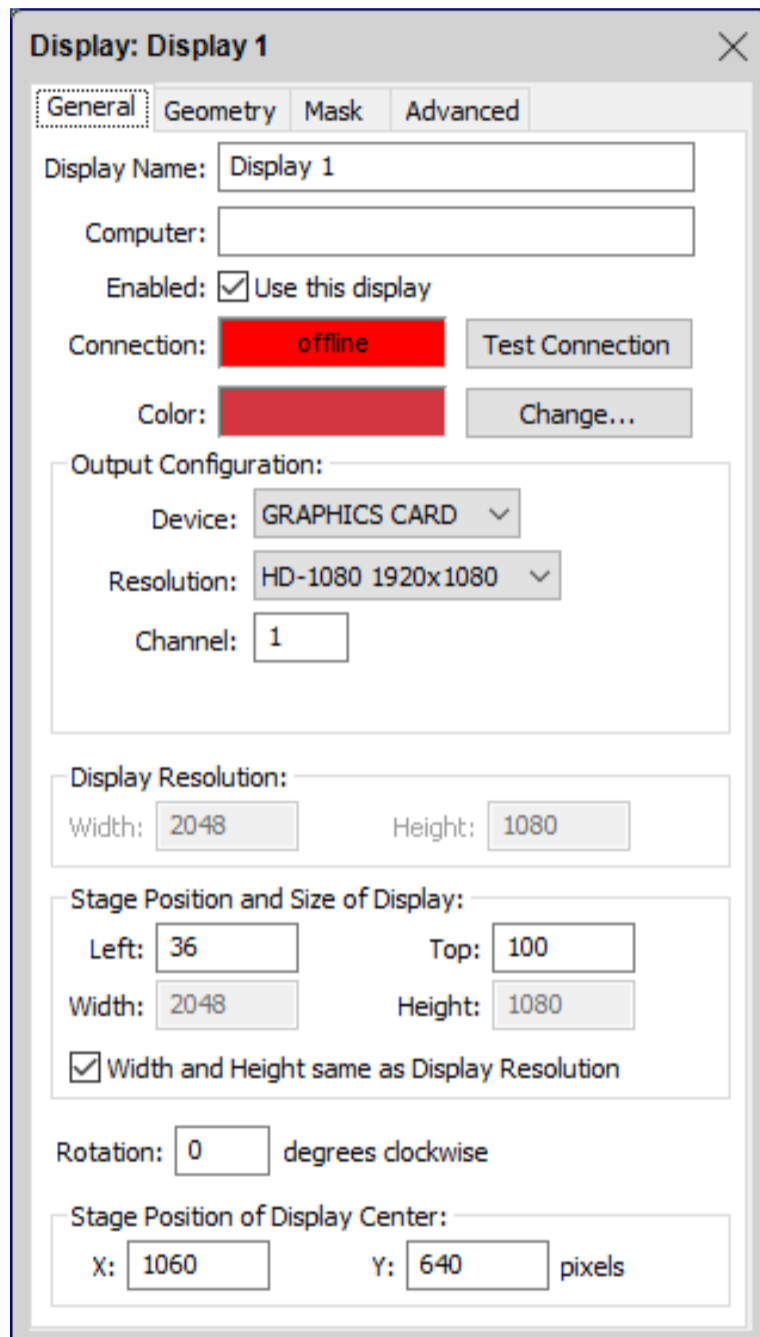 Display: Display 1
General Geometry Mask Advanced
Display Name: Display 1
Computer:
Enabled: Use this display
Connection: offline Test Connection
Color: Change...
Output Configuration:
Device: GRAPHICS CARD
Resolution: HD-1080 1920x1080
Channel: 1
Display Resolution:
Width: 2048 Height: 1080
Stage Position and Size of Display:
Left: 36 Top: 100
Width: 2048 Height: 1080
Width and Height same as Display Resolution
Rotation: 0 degrees clockwise
Stage Position of Display Center:
X: 1060 Y: 640 pixels